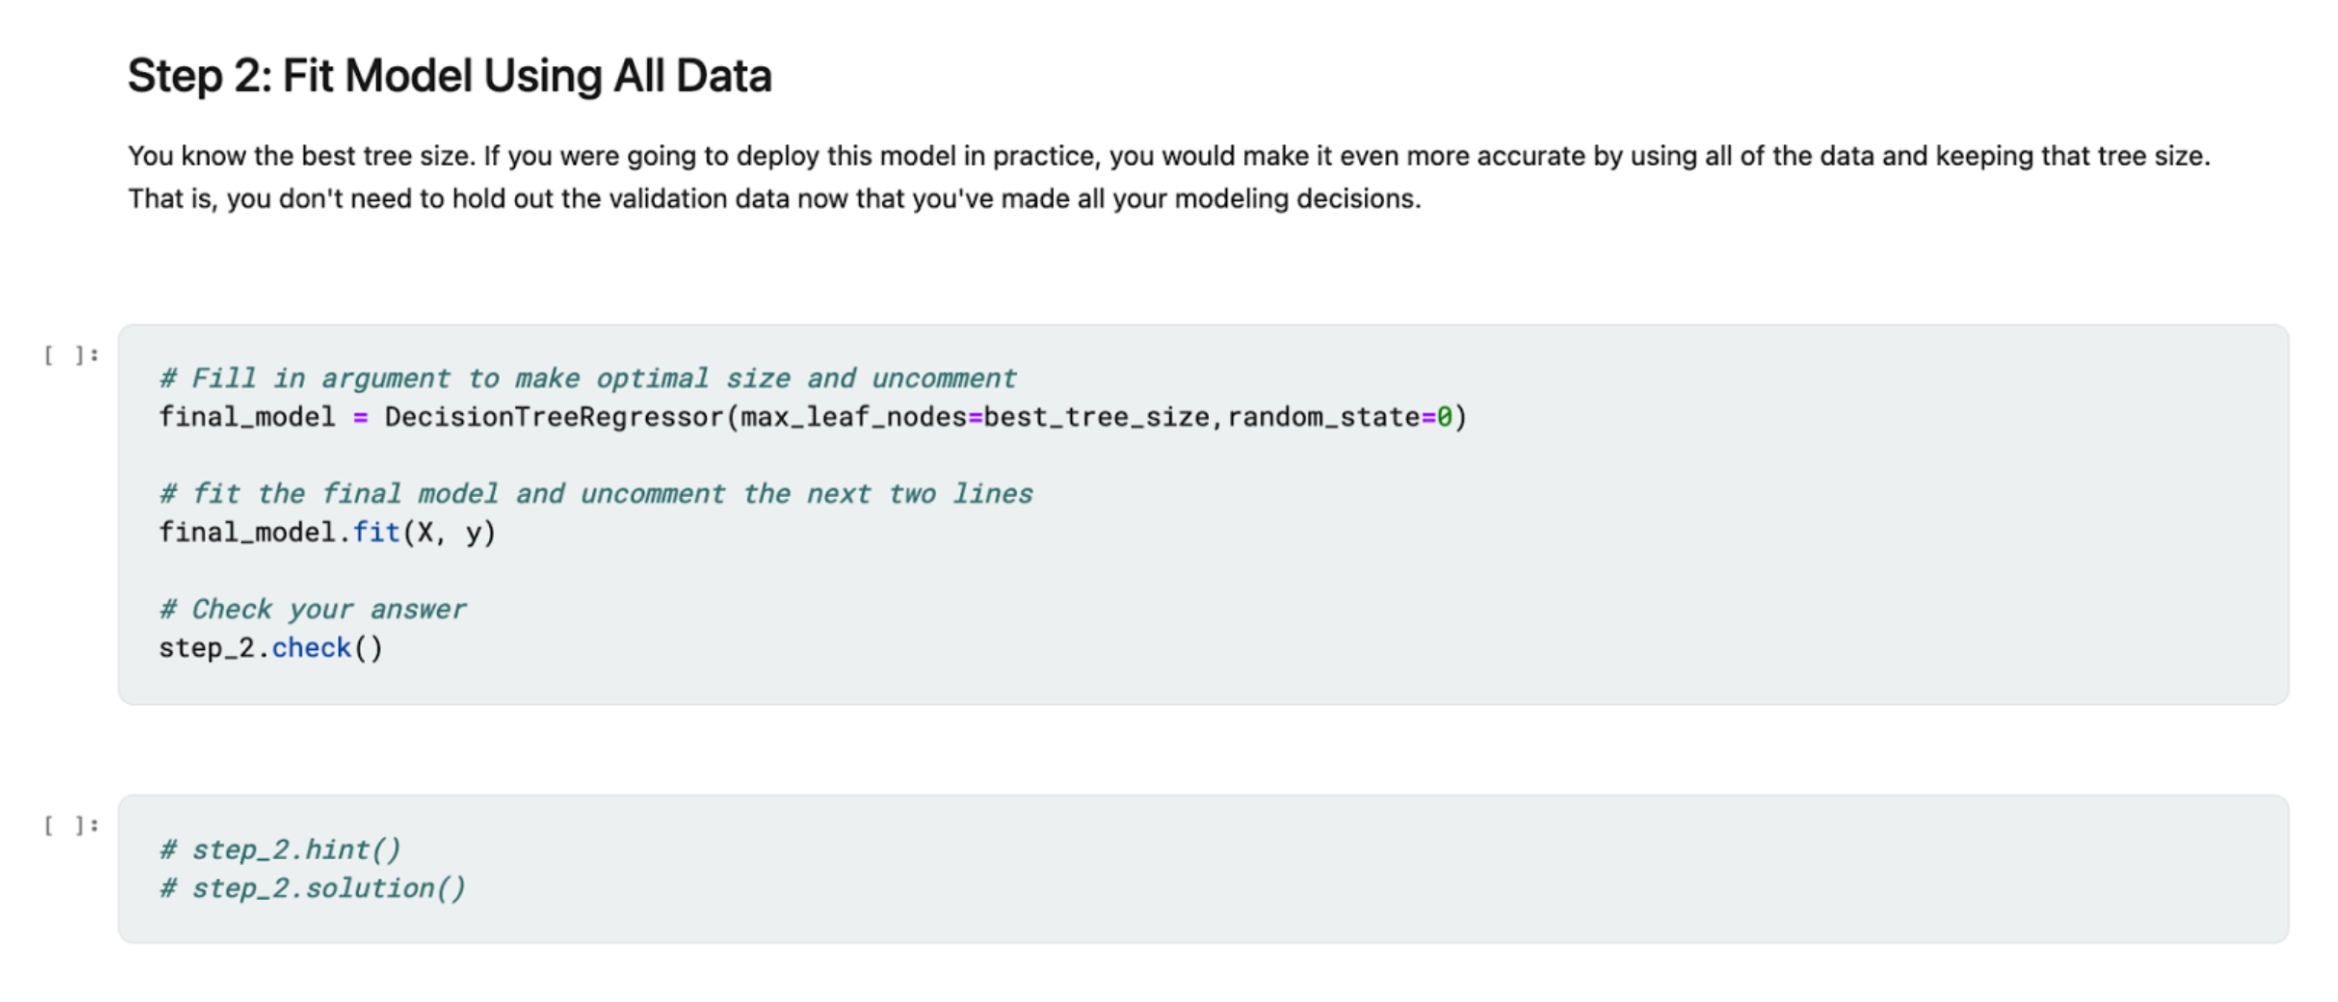 Step 2: Fit Model Using All Data
You know the best tree size. If you were going to deploy this model in practice, you would make it even more accurate by using all of the data and keeping that tree size.
That is, you don't need to hold out the validation data now that you've made all your modeling decisions.
[ ]:
# Fill in argument to make optimal size and uncomment
final_model = DecisionTreeRegressor(max_leaf_nodes=best_tree_size,random_state=0)
# fit the final model and uncomment the next two lines
final_model.fit(X, y)
# Check your answer
step_2.check()
[ ]:
# step_2.hint()
# step_2.solution()